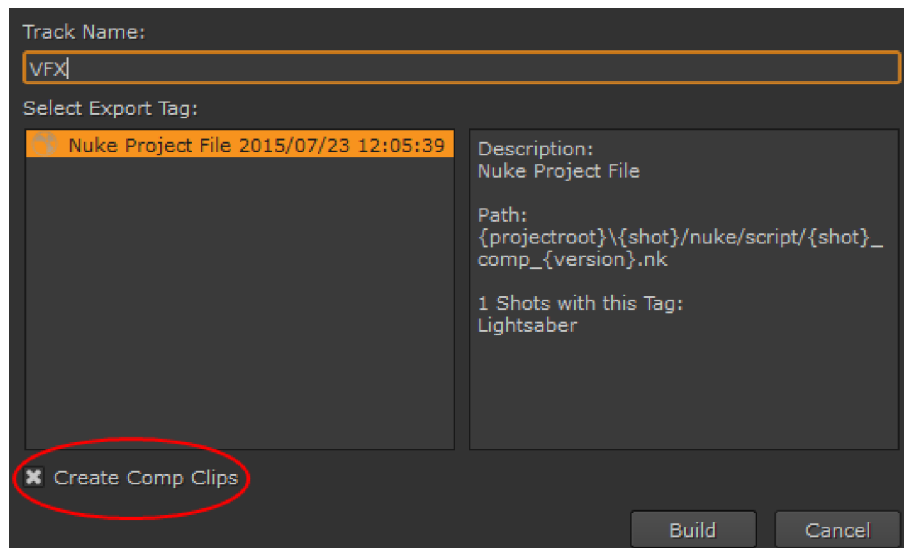 Track Name:
VFX
Select Export Tag:
Nuke Project File 2015/07/23 12:05:39
Description:
Nuke Project File
Path:
{projectroot}\{shot}/nuke/script/{shot}_
comp_{version}.nk
1 Shots with this Tag:
Lightsaber
Create Comp Clips
Build
Cancel